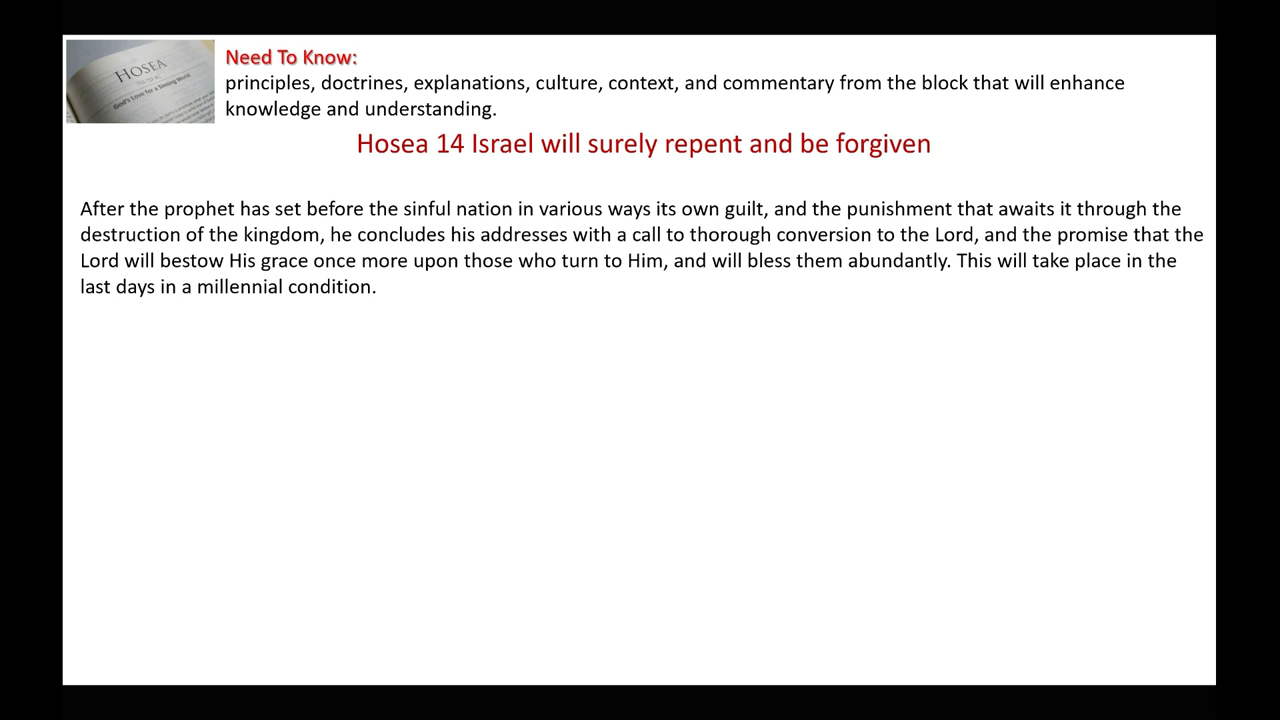 HOSEA
God's Love for a Sinning World
Need To Know:
principles, doctrines, explanations, culture, context, and commentary from the block that will enhance
knowledge and understanding.
Hosea 14 Israel will surely repent and be forgiven
After the prophet has set before the sinful nation in various ways its own guilt, and the punishment that awaits it through the
destruction of the kingdom, he concludes his addresses with a call to thorough conversion to the Lord, and the promise that the
Lord will bestow His grace once more upon those who turn to Him, and will bless them abundantly. This will take place in the
last days in a millennial condition.